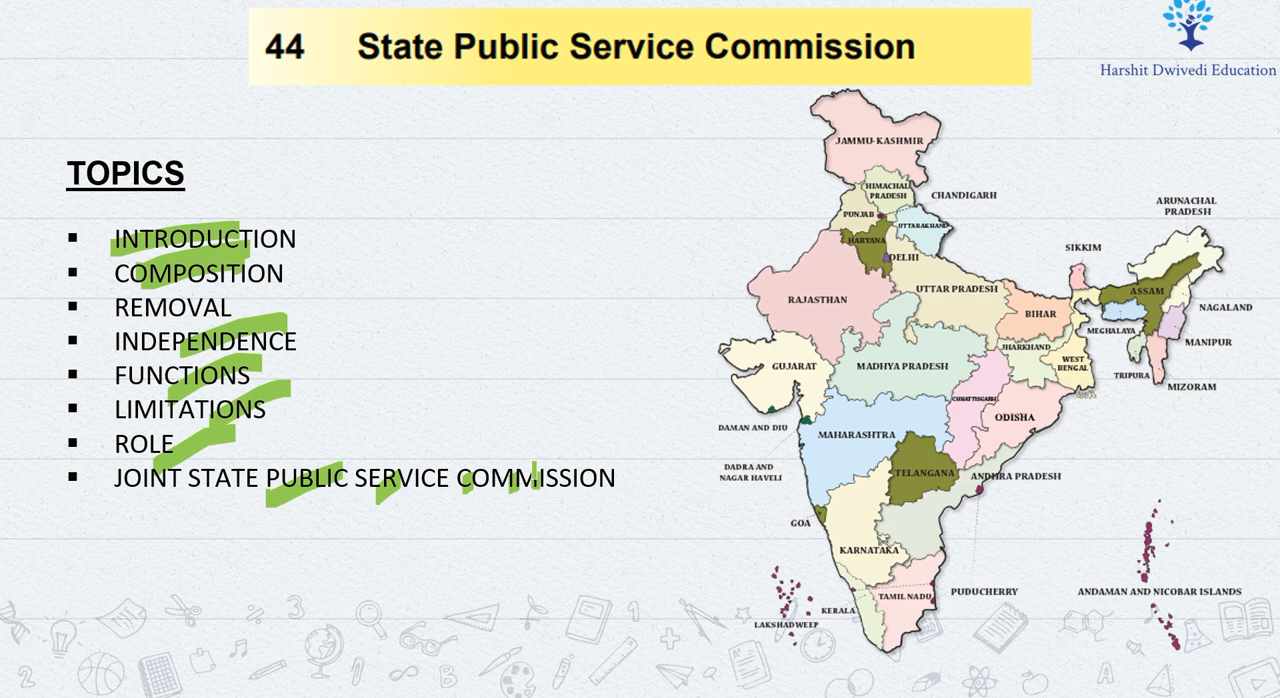 44 State Public Service Commission
Harshit Dwivedi Education
TOPICS
▪ INTRODUCTION
▪ COMPOSITION
▪ REMOVAL
▪ INDEPENDENCE
▪ FUNCTIONS
▪ LIMITATIONS
▪ ROLE
▪ JOINT STATE PUBLIC SERVICE COMMISSION
JAMMU-KASHMIR
HIMACHAL
PRADESH
CHANDIGARH
PUNJAB
UTTARAKHAND
HARYANA
DELHI
ARUNACHAL
PRADESH
SIKKIM
RAJASTHAN
UTTAR PRADESH
BIHAR
ASSAM
NAGALAND
MEGHALAYA
MANIPUR
TRIPURA
MIZORAM
GUJARAT
MADHYA PRADESH
JHARKHAND
WEST
BENGAL
CHHATTISGARH
ODISHA
DAMAN AND DIU
MAHARASHTRA
DADRA AND
NAGAR HAVELI
TELANGANA
ANDHRA PRADESH
GOA
KARNATAKA
TAMIL NADU
PUDUCHERRY
ANDAMAN AND NICOBAR ISLANDS
KERALA
LAKSHADWEEP